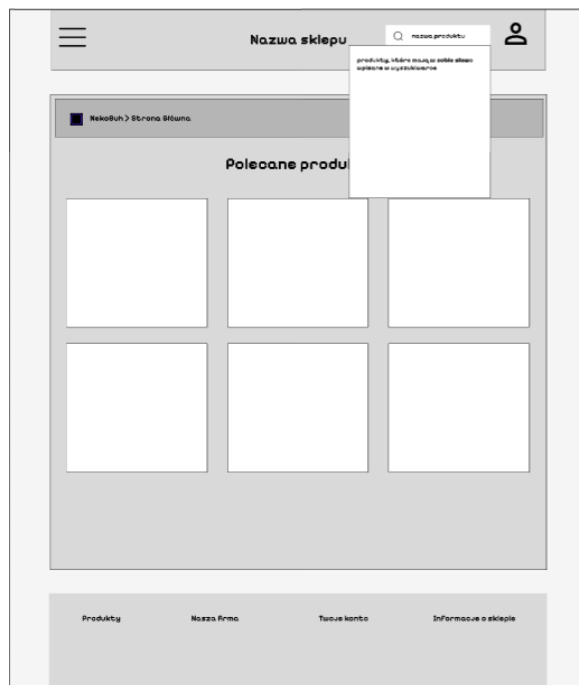 Nazwa sklepu
nazwa produktu
produkty, które mają w sobie słowo
wpisane w wyszukiwarce
NekoBuh > Strona Główna
Polecane produ
Produkty
Nasza firma
Twoje konto
Informacje o sklepie